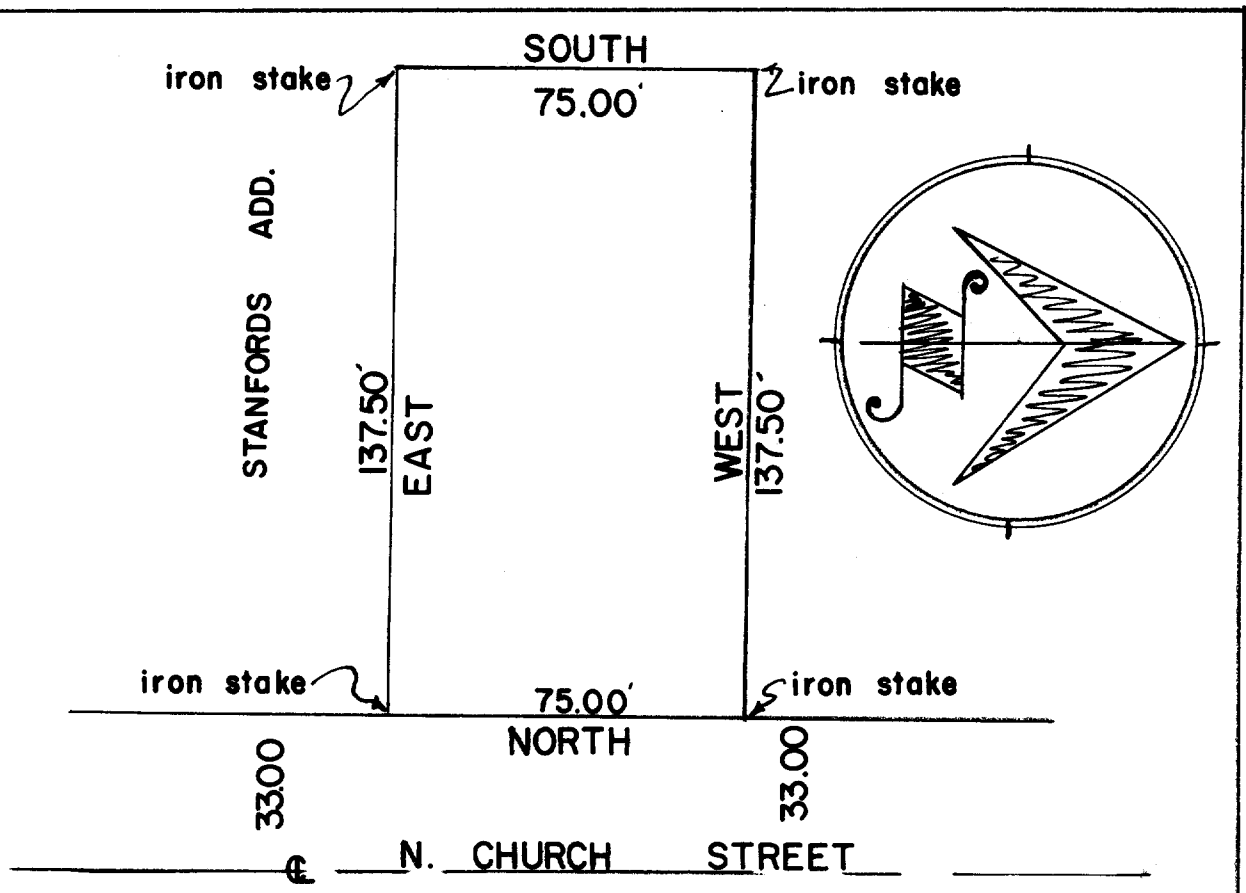 SOUTH
iron stake
iron stake
75.00'
STANFORDS ADD.
137.50'
EAST
WEST
137.50'
iron stake
iron stake
75.00'
NORTH
33.00
33.00
℄ N. CHURCH STREET